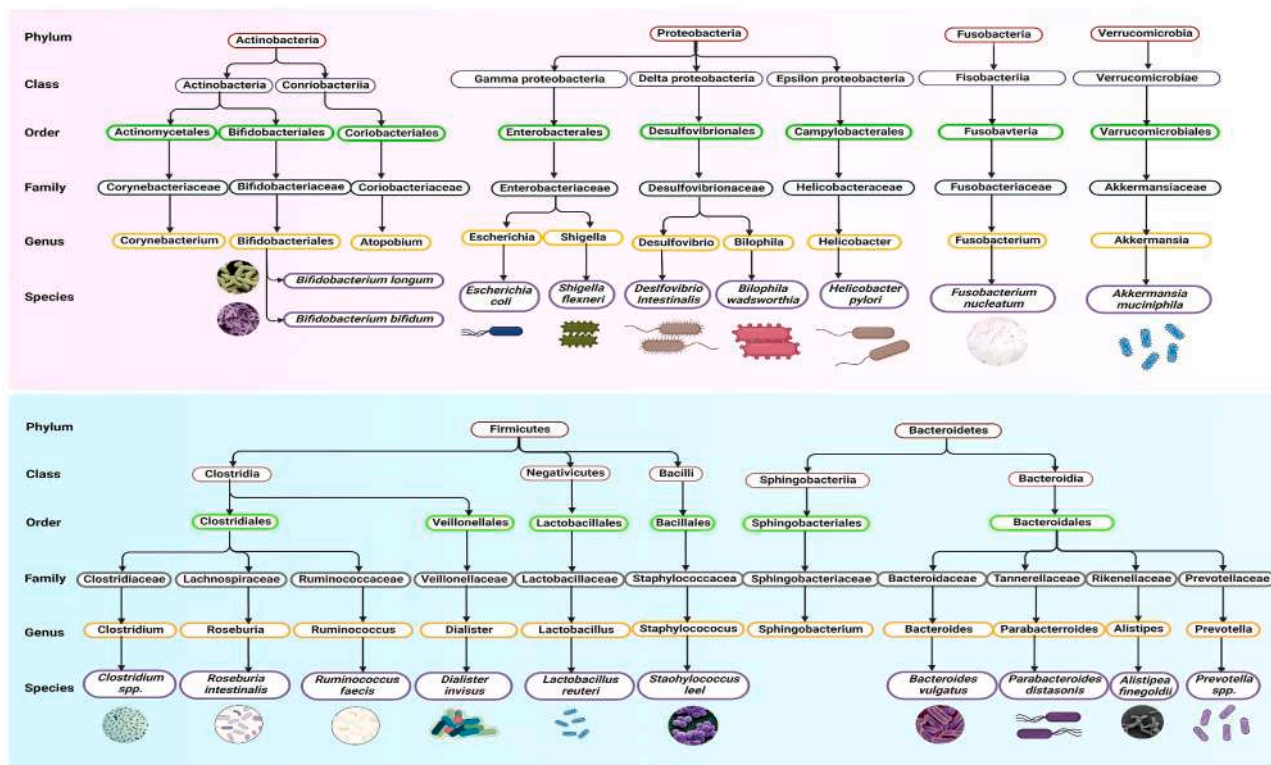 Phylum
Actinobacteria
Proteobacteria
Fusobacteria
Verrucomicrobia
Class
Actinobacteria
Conriobacteriia
Gamma proteobacteria
Delta proteobacteria
Epsilon proteobacteria
Fisobacteriia
Verrucomicrobiae
Order
Actinomycetales
Bifidobacteriales
Coriobacteriales
Enterobacterales
Desulfovibrionales
Campylobacterales
Fusobavteria
Varrucomicrobiales
Family
Corynebacteriaceae
Bifidobacteriaceae
Coriobacteriaceae
Enterobacteriaceae
Desulfovibrionaceae
Helicobacteraceae
Fusobacteriaceae
Akkermansiaceae
Genus
Corynebacterium
Bifidobacteriales
Atopobium
Escherichia
Shigella
Desulfovibrio
Bilophila
Helicobacter
Fusobacterium
Akkermansia
Species
Bifidobacterium longum
Bifidobacterium bifidum
Escherichia
coli
Shigella
flexneri
Deslfovibrio
Intestinalis
Bilophila
wadsworthia
Helicobacter
pylori
Fusobacterium
nucleatum
Akkermansia
muciniphila
Phylum
Firmicutes
Bacteroidetes
Class
Clostridia
Negativicutes
Bacilli
Sphingobacteriia
Bacteroidia
Order
Clostridiales
Veillonellales
Lactobacillales
Bacillales
Sphingobacteriales
Bacteroidales
Family
Clostridiaceae
Lachnospiraceae
Ruminococcaceae
Veillonellaceae
Lactobacillaceae
Staphyloccaccea
Sphingobacteriaceae
Bacteroidaceae
Tannerellaceae
Rikenellaceae
Prevotellaceae
Genus
Clostridium
Roseburia
Ruminococcus
Dialister
Lactobacillus
Staphylococcus
Sphingobacterium
Bacteroides
Parabacterroides
Alistipes
Prevotella
Species
Clostridium
spp.
Roseburia
intestinalis
Ruminococcus
faecis
Dialister
invisus
Lactobacillus
reuteri
Staohylococcus
leel
Bacteroides
vulgatus
Parabacteroides
distasonis
Alistipea
finegoldii
Prevotella
spp.